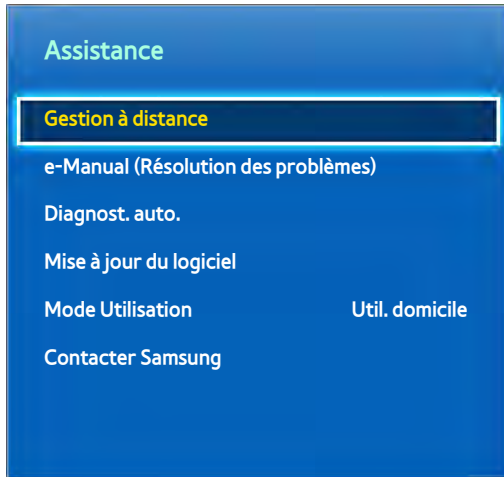 Assistance
Gestion à distance
e-Manual (Résolution des problèmes)
Diagnost. auto.
Mise à jour du logiciel
Mode Utilisation Util. domicile
Contacter Samsung